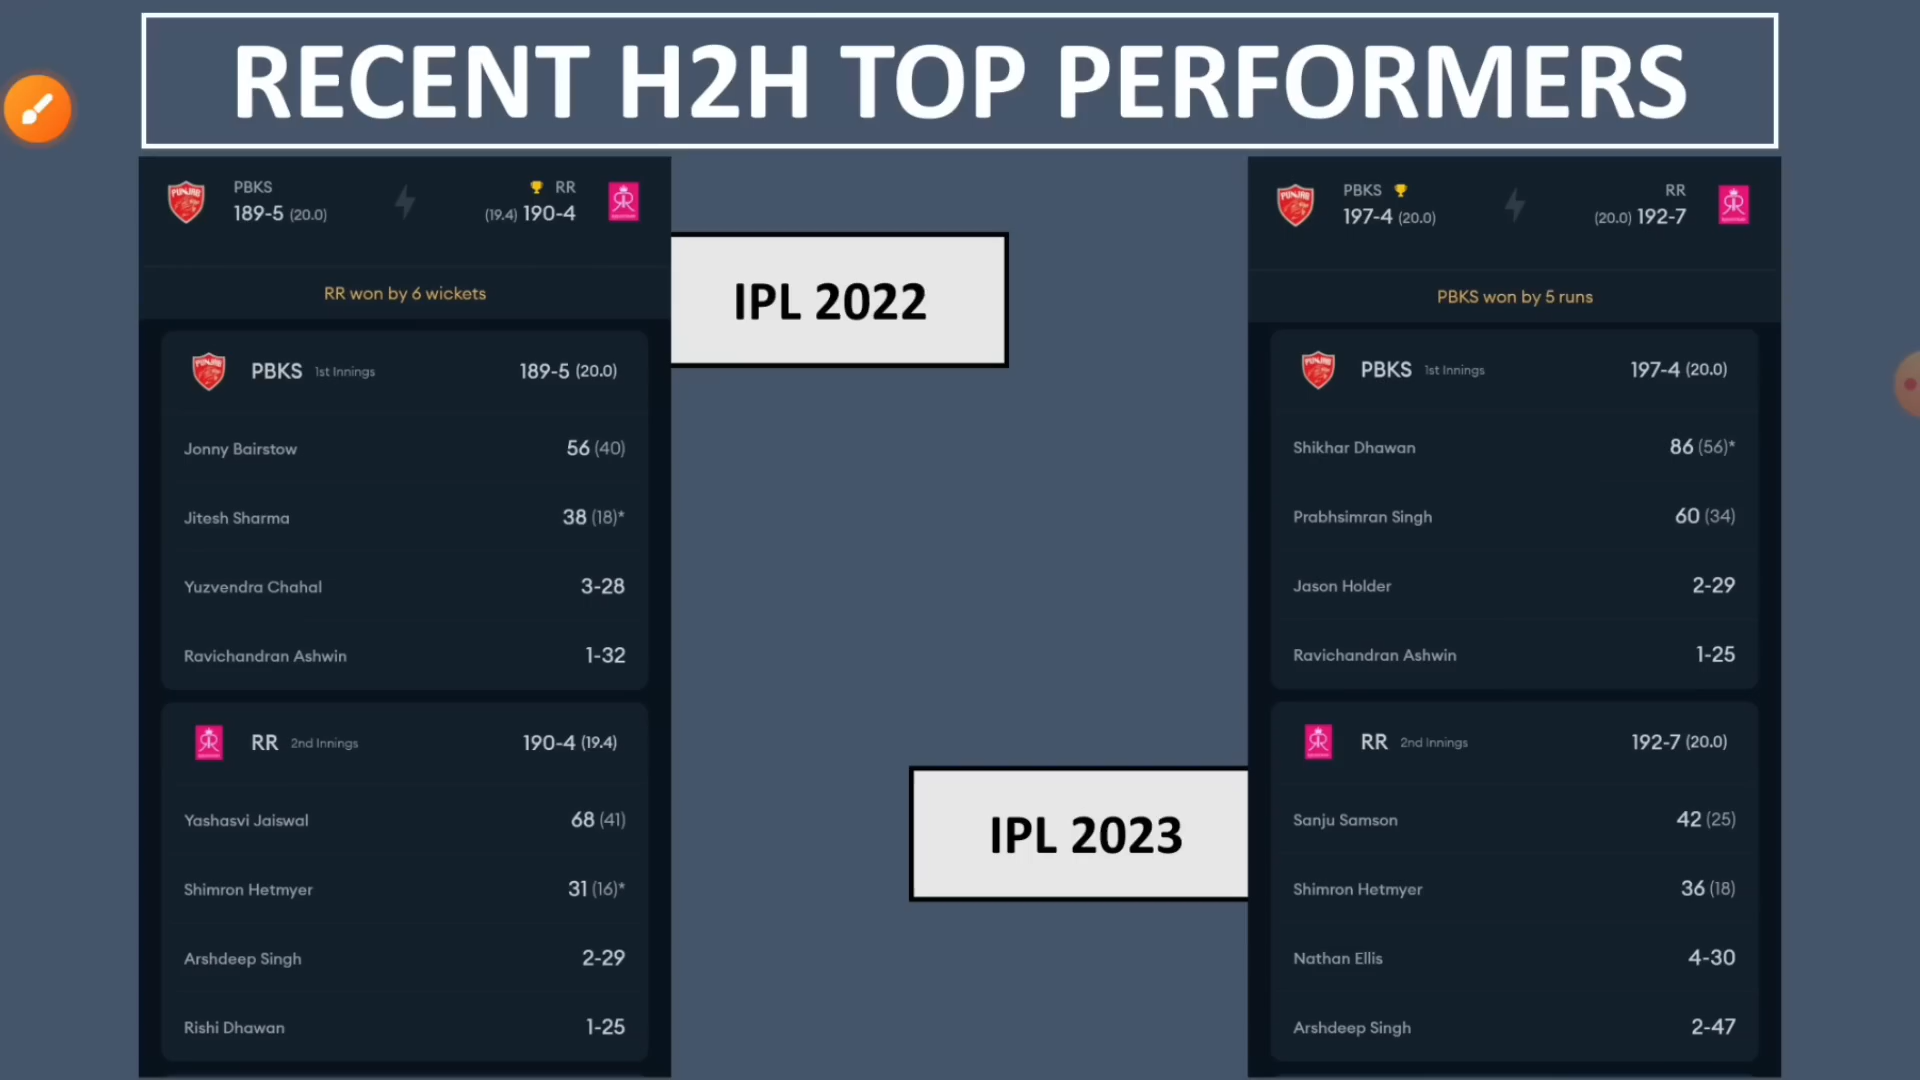 RECENT H2H TOP PERFORMERS
PBKS
189-5 (20.0)
RR
(19.4) 190-4
RR won by 6 wickets
PBKS 1st Innings 189-5 (20.0)
Jonny Bairstow 56 (40)
Jitesh Sharma 38 (18)*
Yuzvendra Chahal 3-28
Ravichandran Ashwin 1-32
RR 2nd Innings 190-4 (19.4)
Yashasvi Jaiswal 68 (41)
Shimron Hetmyer 31 (16)*
Arshdeep Singh 2-29
Rishi Dhawan 1-25
IPL 2022
IPL 2023
PBKS
197-4 (20.0)
RR
(20.0) 192-7
PBKS won by 5 runs
PBKS 1st Innings 197-4 (20.0)
Shikhar Dhawan 86 (56)*
Prabhsimran Singh 60 (34)
Jason Holder 2-29
Ravichandran Ashwin 1-25
RR 2nd Innings 192-7 (20.0)
Sanju Samson 42 (25)
Shimron Hetmyer 36 (18)
Nathan Ellis 4-30
Arshdeep Singh 2-47